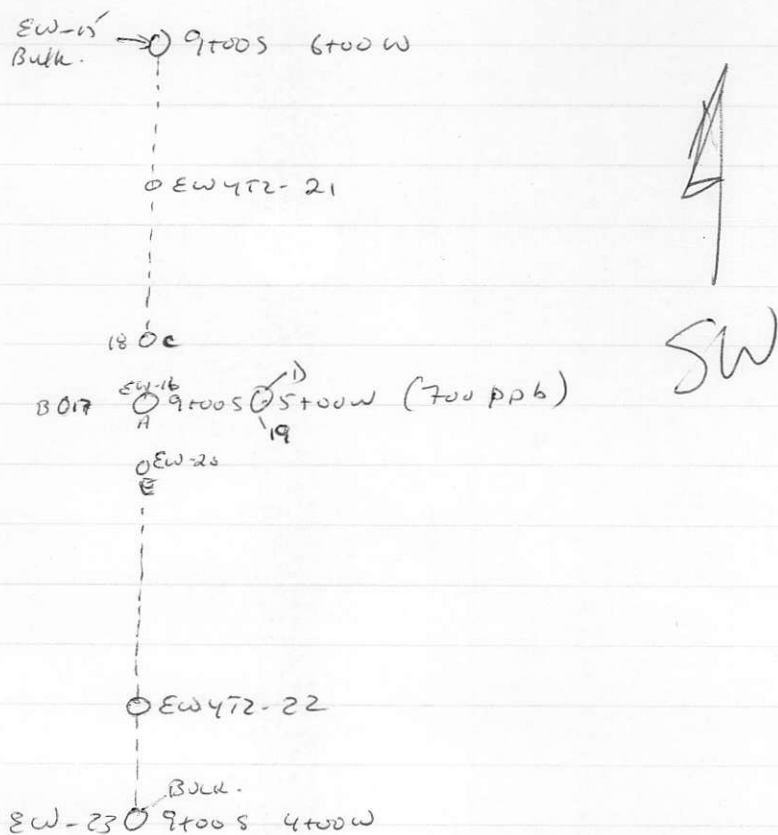 EW-15
Bulk. 9+00S 6+00W
EW4T2-21
SW
18 C
D
EW-16
B 017 9+00S 5+00W (700 ppb)
A
19
EW-20
E
EW4T2-22
BULK.
EW-23 9+00S 4+00W